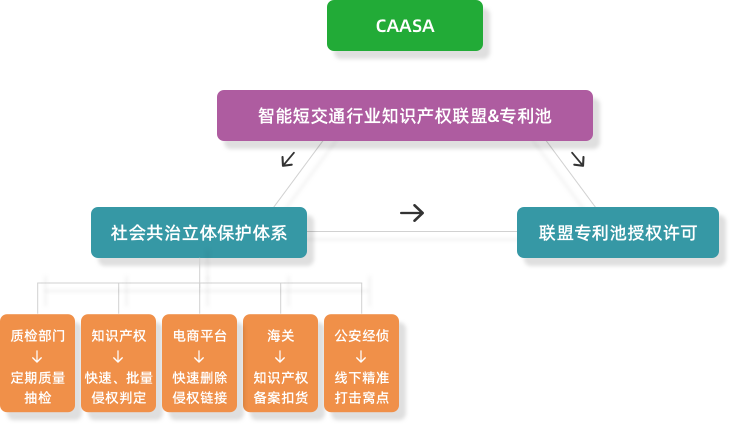 CAASA
智能短交通行业知识产权联盟&专利池
社会共治立体保护体系
联盟专利池授权许可
质检部门
定期质量
抽检
知识产权
快速、批量
侵权判定
电商平台
快速删除
侵权链接
海关
知识产权
备案扣货
公安经侦
线下精准
打击窝点